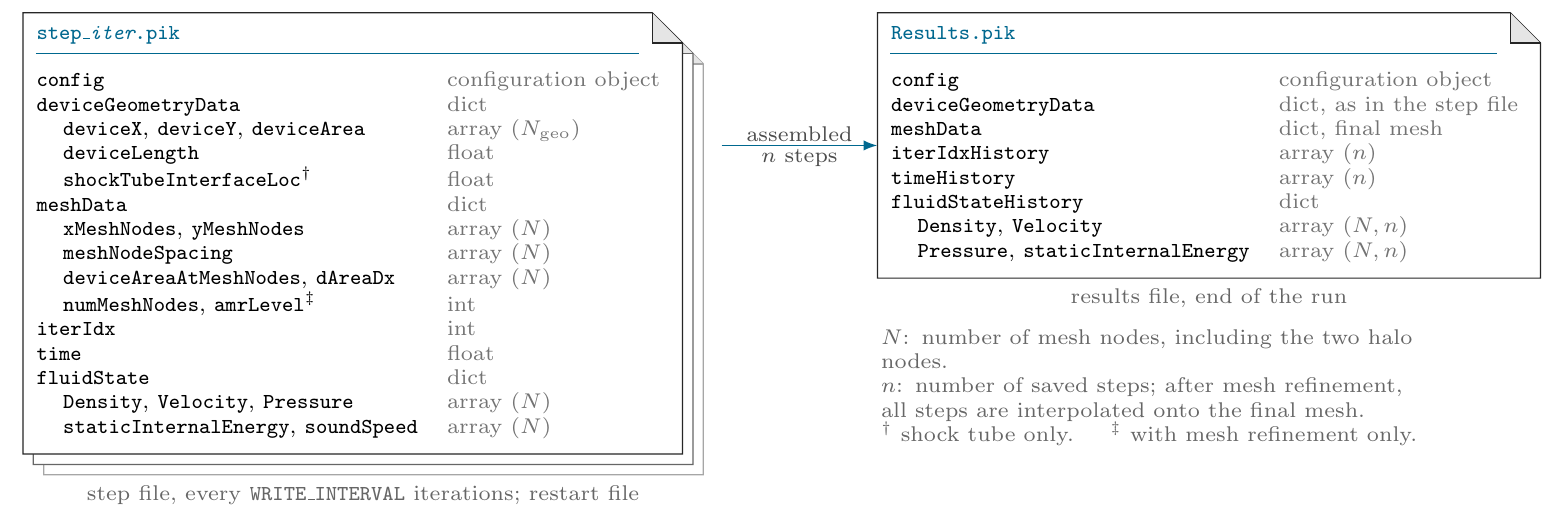 step_iter.pik
config configuration object
deviceGeometryData dict
deviceX, deviceY, deviceArea array (N_geo)
deviceLength float
shockTubeInterfaceLoc† float
meshData dict
xMeshNodes, yMeshNodes array (N)
meshNodeSpacing array (N)
deviceAreaAtMeshNodes, dAreaDx array (N)
numMeshNodes, amrLevel‡ int
iterIdx int
time float
fluidState dict
Density, Velocity, Pressure array (N)
staticInternalEnergy, soundSpeed array (N)
step file, every WRITE_INTERVAL iterations; restart file
assembled
n steps
Results.pik
config configuration object
deviceGeometryData dict, as in the step file
meshData dict, final mesh
iterIdxHistory array (n)
timeHistory array (n)
fluidStateHistory dict
Density, Velocity array (N, n)
Pressure, staticInternalEnergy array (N, n)
results file, end of the run
N: number of mesh nodes, including the two halo
nodes.
n: number of saved steps; after mesh refinement,
all steps are interpolated onto the final mesh.
† shock tube only. ‡ with mesh refinement only.